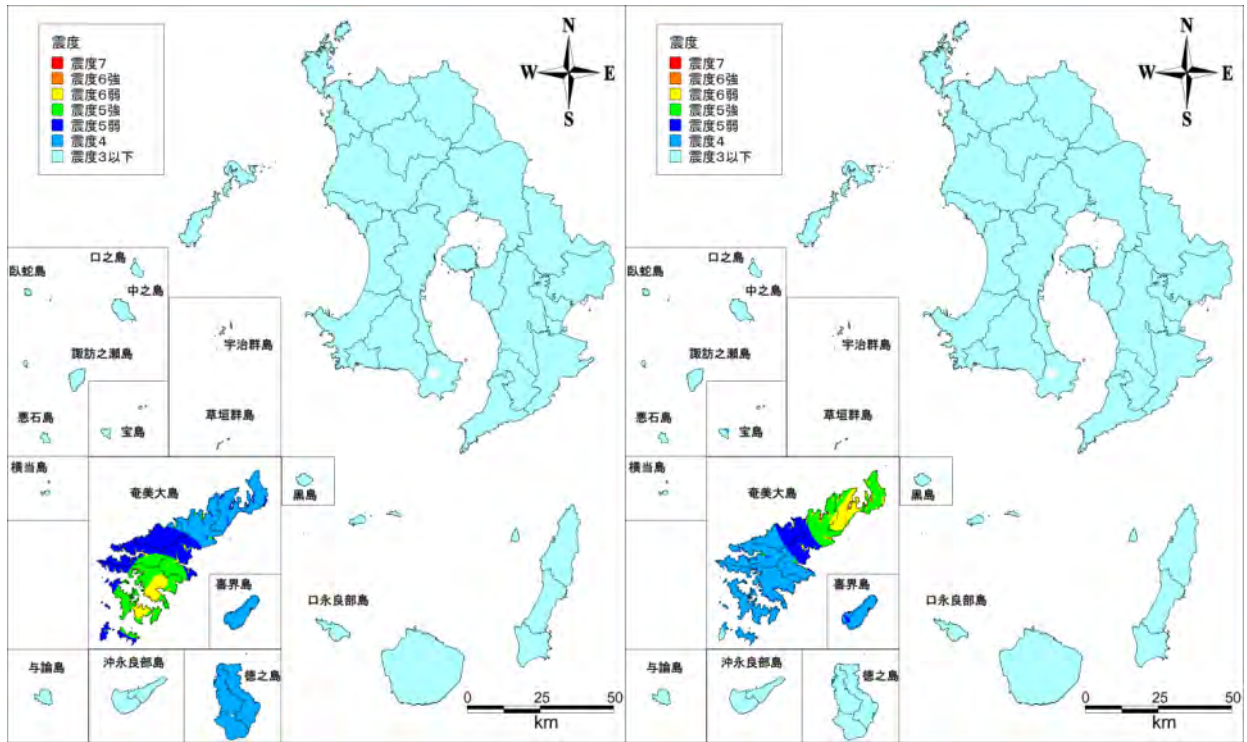 震度
震度7
震度6強
震度6弱
震度5強
震度5弱
震度4
震度3以下
N
W E
S
口之島
臥蛇島
中之島
宇治群島
諏訪之瀬島
悪石島
草垣群島
宝島
横当島
奄美大島
黒島
喜界島
口永良部島
与論島
沖永良部島
徳之島
0 25 50
km
震度
震度7
震度6強
震度6弱
震度5強
震度5弱
震度4
震度3以下
N
W E
S
口之島
臥蛇島
中之島
宇治群島
諏訪之瀬島
悪石島
草垣群島
宝島
横当島
奄美大島
黒島
喜界島
口永良部島
与論島
沖永良部島
徳之島
0 25 50
km